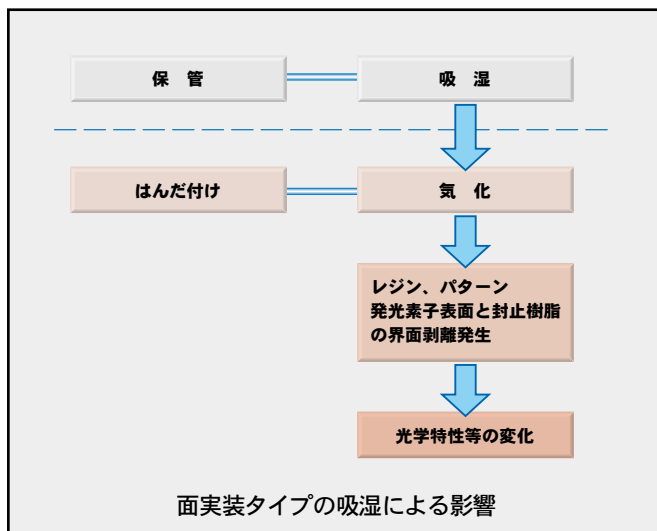 保 管
吸 湿
はんだ付け
気 化
レジン、パターン
発光素子表面と封止樹脂
の界面剥離発生
光学特性等の変化
面実装タイプの吸湿による影響